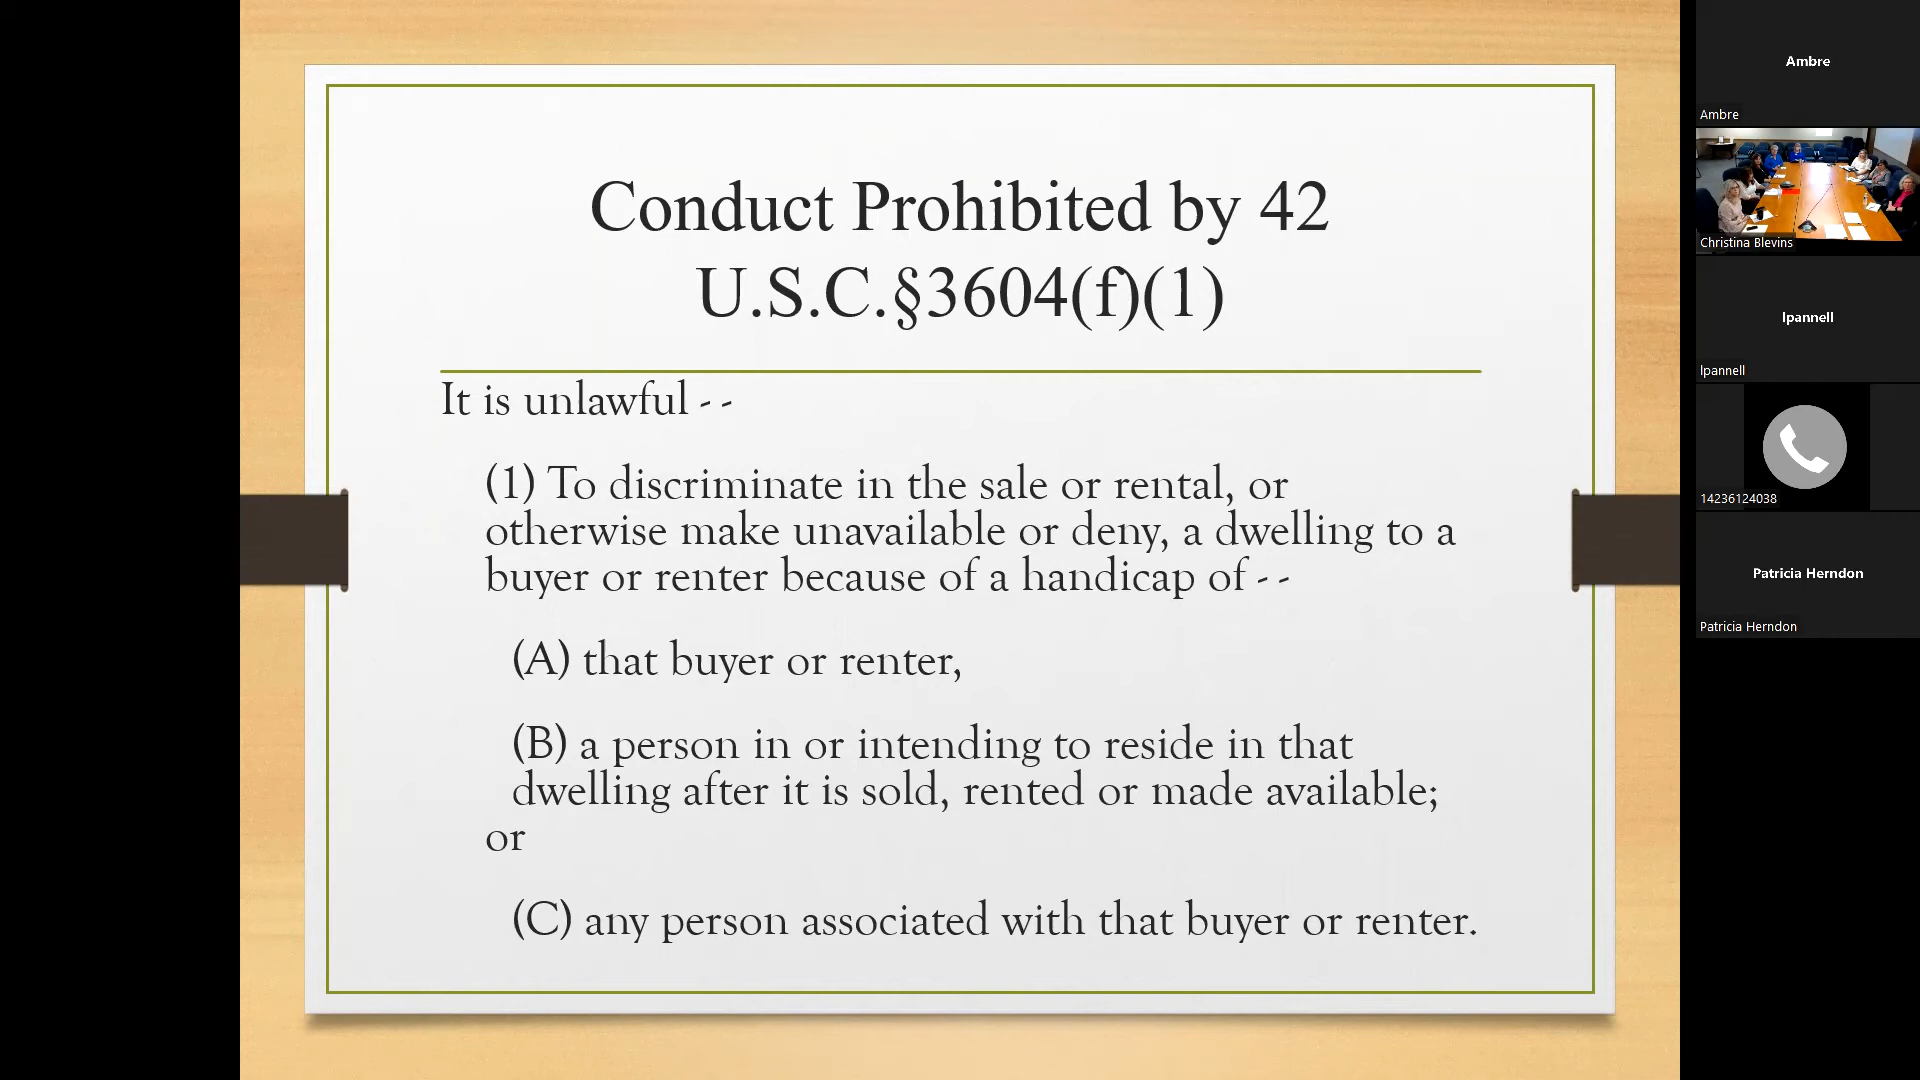 Conduct Prohibited by 42
U.S.C.§3604(f)(1)
It is unlawful - -
(1) To discriminate in the sale or rental, or
otherwise make unavailable or deny, a dwelling to a
buyer or renter because of a handicap of - -
(A) that buyer or renter,
(B) a person in or intending to reside in that
dwelling after it is sold, rented or made available;
or
(C) any person associated with that buyer or renter.
Ambre
Ambre
Christina Blevins
lpannell
lpannell
14236124038
Patricia Herndon
Patricia Herndon